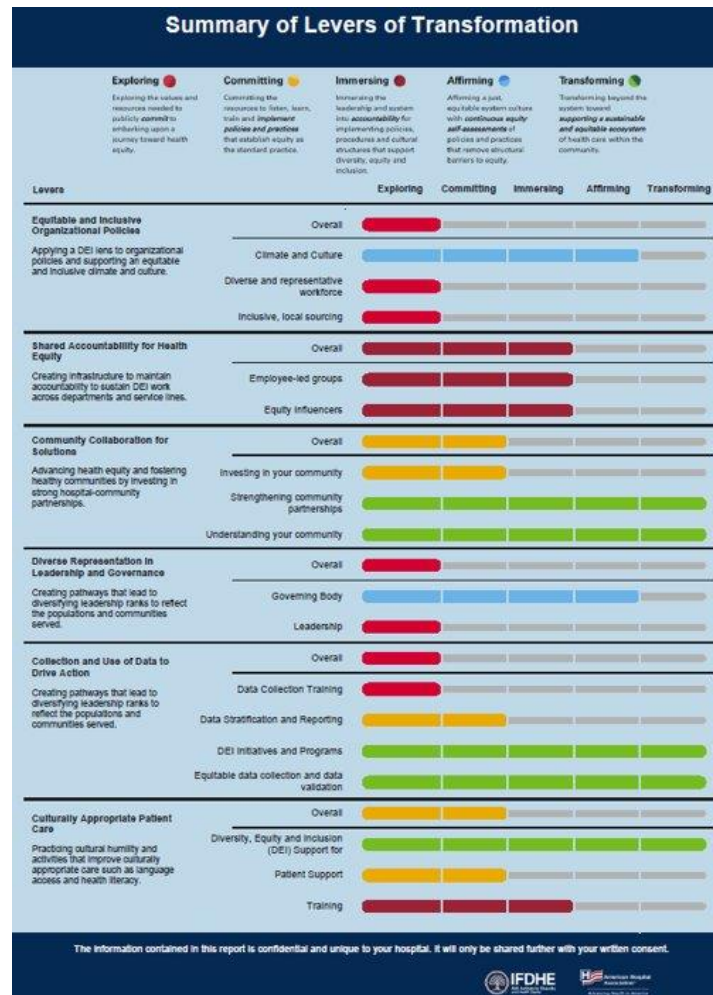 Summary of Levers of Transformation
Exploring
Exploring the values and
resources needed to
publicly commit to
embarking upon a
journey toward health
equity.
Committing
Committing the
resources to listen, learn,
train and implement
policies and practices
that establish equity as
the standard practice.
Immersing
Immersing the
leadership and system
into accountability for
implementing policies,
procedures and cultural
structures that support
diversity, equity and
inclusion.
Affirming
Affirming a just,
equitable system culture
with continuous equity
self-assessments of
policies and practices
that remove structural
barriers to equity.
Transforming
Transforming beyond the
system toward
supporting a sustainable
and equitable ecosystem
of health care within the
community.
Levers
Exploring Committing Immersing Affirming Transforming
Equitable and Inclusive
Organizational Policies
Applying a DEI lens to organizational
policies and supporting an equitable
and inclusive climate and culture.
Overall
Climate and Culture
Diverse and representative
workforce
Inclusive, local sourcing
Shared Accountability for Health
Equity
Creating infrastructure to maintain
accountability to sustain DEI work
across departments and service lines.
Overall
Employee-led groups
Equity Influencers
Community Collaboration for
Solutions
Advancing health equity and fostering
healthy communities by investing in
strong hospital-community
partnerships.
Overall
Investing in your community
Strengthening community
partnerships
Understanding your community
Diverse Representation in
Leadership and Governance
Creating pathways that lead to
diversifying leadership ranks to reflect
the populations and communities
served.
Overall
Governing Body
Leadership
Collection and Use of Data to
Drive Action
Creating pathways that lead to
diversifying leadership ranks to
reflect the populations and
communities served.
Overall
Data Collection Training
Data Stratification and Reporting
DEI Initiatives and Programs
Equitable data collection and data
validation
Culturally Appropriate Patient
Care
Practicing cultural humility and
activities that improve culturally
appropriate care such as language
access and health literacy.
Overall
Diversity, Equity and Inclusion
(DEI) Support for
Patient Support
Training
The information contained in this report is confidential and unique to your hospital. It will only be shared further with your written consent.
IFDHE
American Hospital
Association